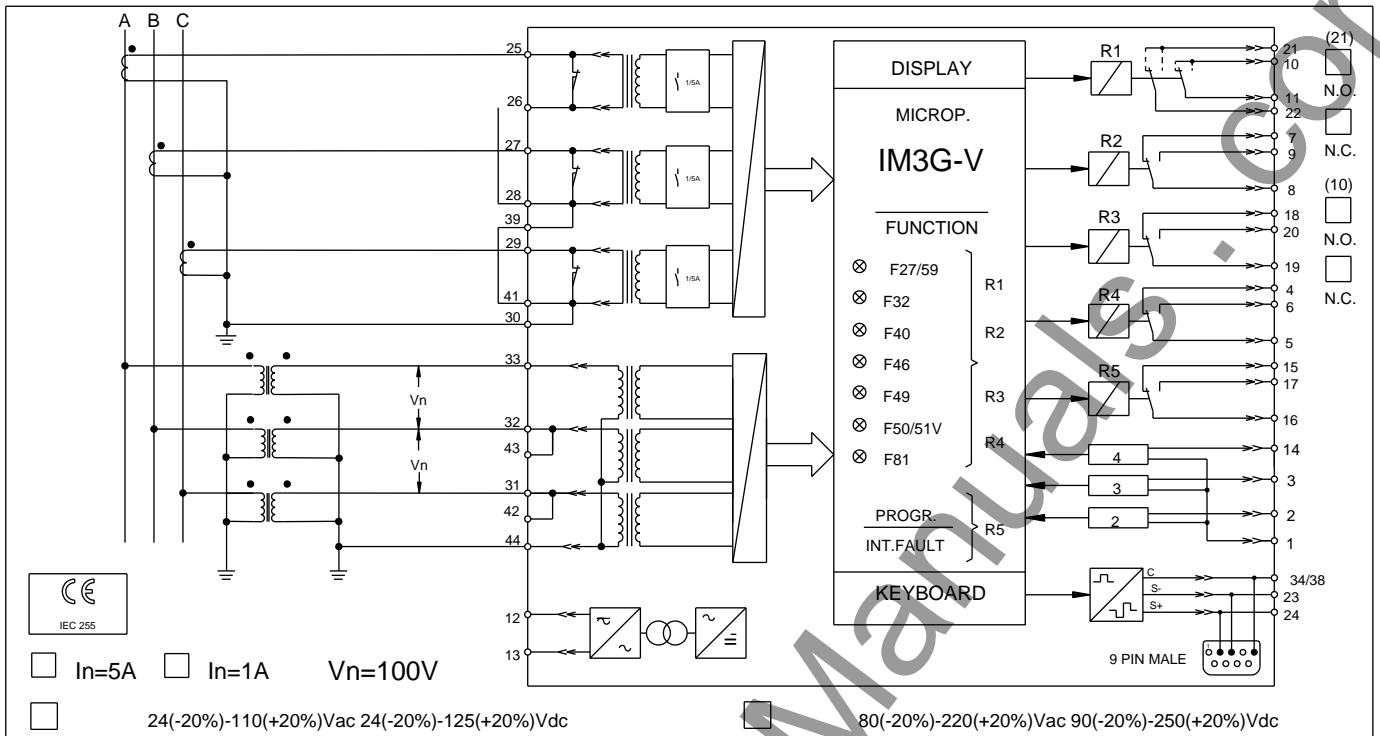 A B C
25
26
27
28
39
29
41
30
33
Vn
32
43
Vn
31
42
44
12
13
1/5A
1/5A
1/5A
DISPLAY
MICROP.
IM3G-V
FUNCTION
F27/59
F32
F40
F46
F49
F50/51V
F81
R1
R2
R3
R4
PROGR.
INT.FAULT
R5
KEYBOARD
R1
R2
R3
R4
R5
4
3
2
C
S-
S+
21
10
11
22
7
9
8
18
20
19
4
6
5
15
17
16
14
3
2
1
34/38
23
24
(21)
N.O.
N.C.
(10)
N.O.
N.C.
9 PIN MALE
1
CE
IEC 255
In=5A In=1A Vn=100V
24(-20%)-110(+20%)Vac 24(-20%)-125(+20%)Vdc
80(-20%)-220(+20%)Vac 90(-20%)-250(+20%)Vdc
Manuals . co